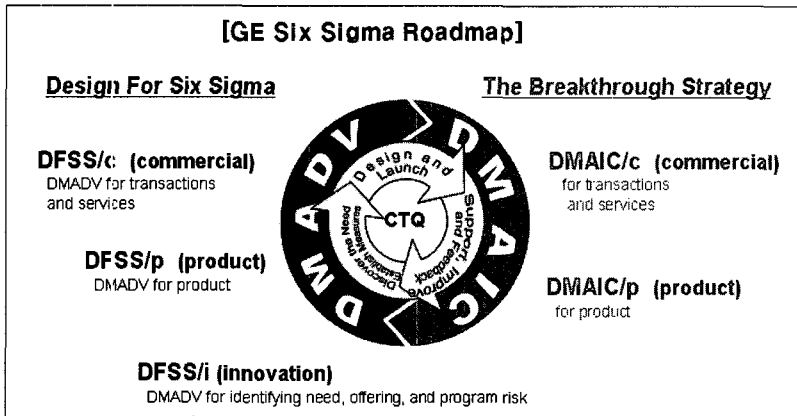 [GE Six Sigma Roadmap]
Design For Six Sigma
The Breakthrough Strategy
DFSS/c (commercial)
DMADV for transactions
and services
DFSS/p (product)
DMADV for product
DMADV
DMAIC
Design and
Launch
Support, Improve
and Feedback
Discover the Need
Establish Measures
CTQ
DMAIC/c (commercial)
for transactions
and services
DMAIC/p (product)
for product
DFSS/i (innovation)
DMADV for identifying need, offering, and program risk